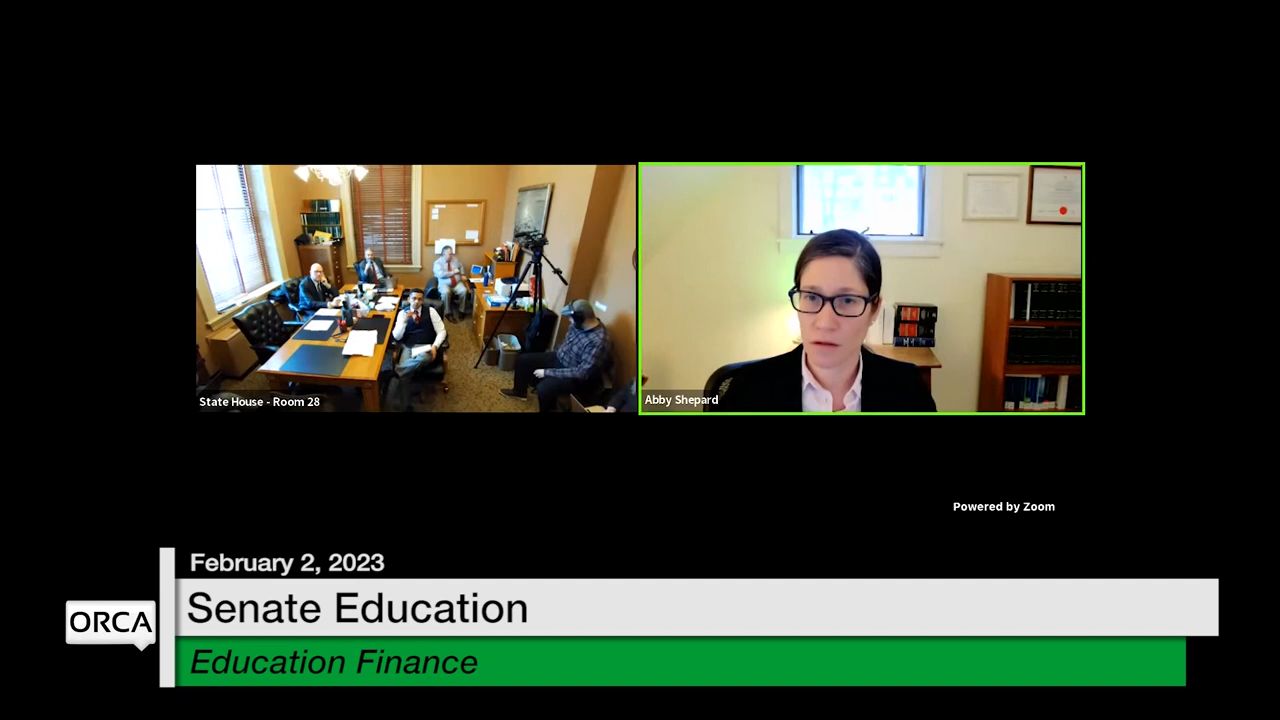 State House - Room 28
Abby Shepard
Powered by Zoom
February 2, 2023
ORCA
Senate Education
Education Finance